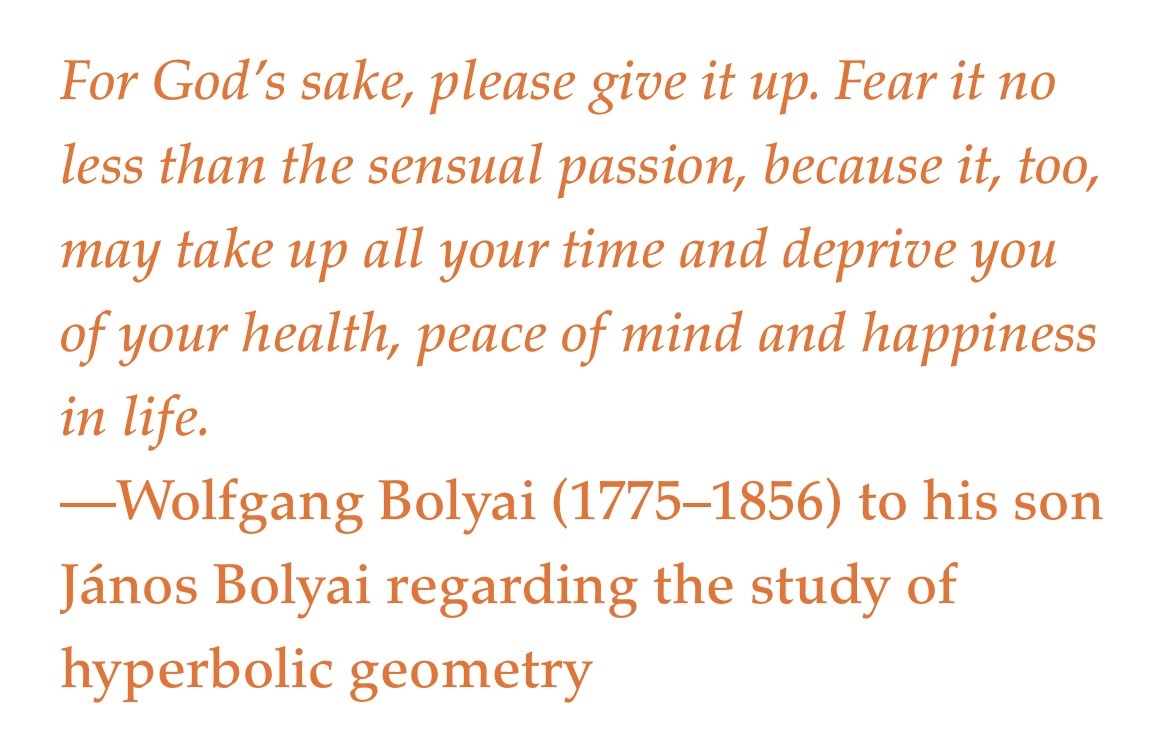 For God’s sake, please give it up. Fear it no
less than the sensual passion, because it, too,
may take up all your time and deprive you
of your health, peace of mind and happiness
in life.
—Wolfgang Bolyai (1775–1856) to his son
János Bolyai regarding the study of
hyperbolic geometry